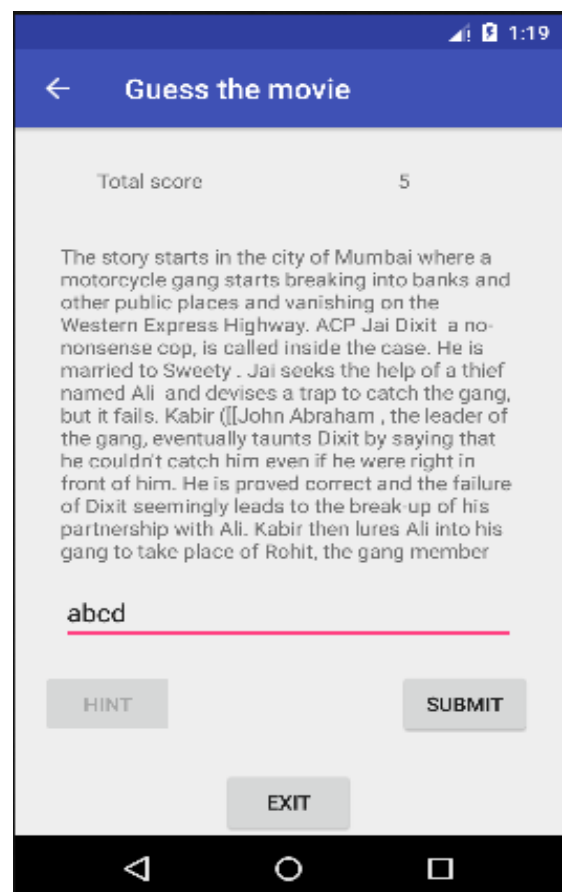 1:19
Guess the movie
Total score 5
The story starts in the city of Mumbai where a
motorcycle gang starts breaking into banks and
other public places and vanishing on the
Western Express Highway. ACP Jai Dixit  a no-
nonsense cop, is called inside the case. He is
married to Sweety . Jai seeks the help of a thief
named Ali  and devises a trap to catch the gang,
but it fails. Kabir ([[John Abraham , the leader of
the gang, eventually taunts Dixit by saying that
he couldn't catch him even if he were right in
front of him. He is proved correct and the failure
of Dixit seemingly leads to the break-up of his
partnership with Ali. Kabir then lures Ali into his
gang to take place of Rohit, the gang member
abcd
HINT SUBMIT
EXIT